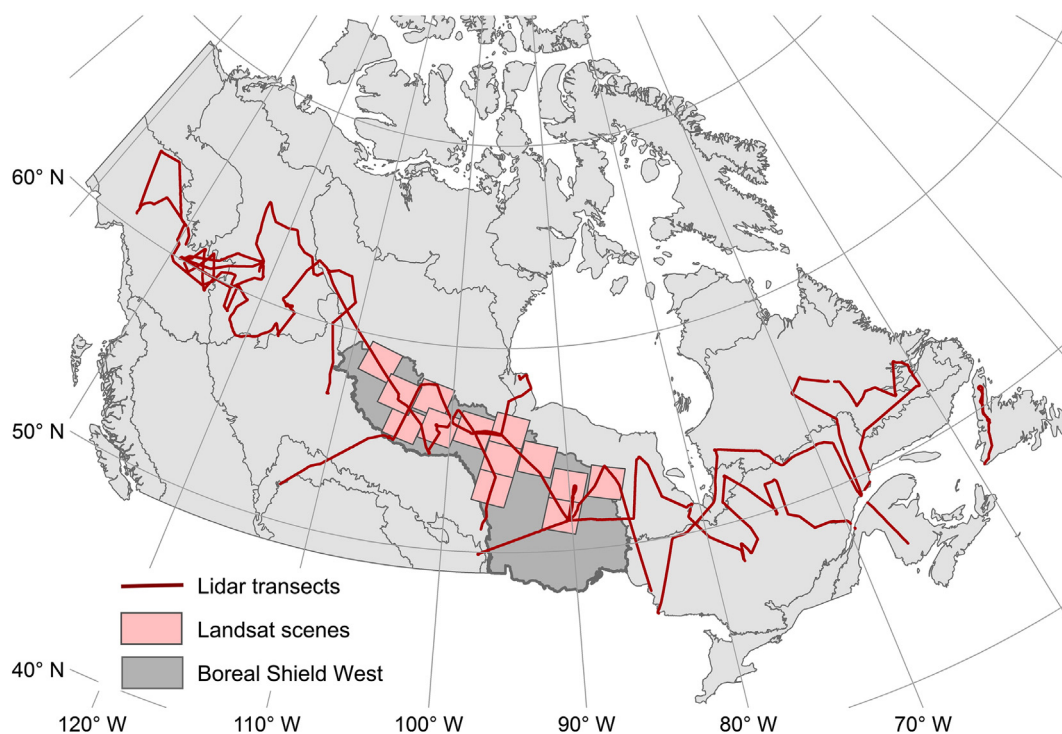 60° N
50° N
Lidar transects
Landsat scenes
Boreal Shield West
40° N
120° W 110° W 100° W 90° W 80° W 70° W